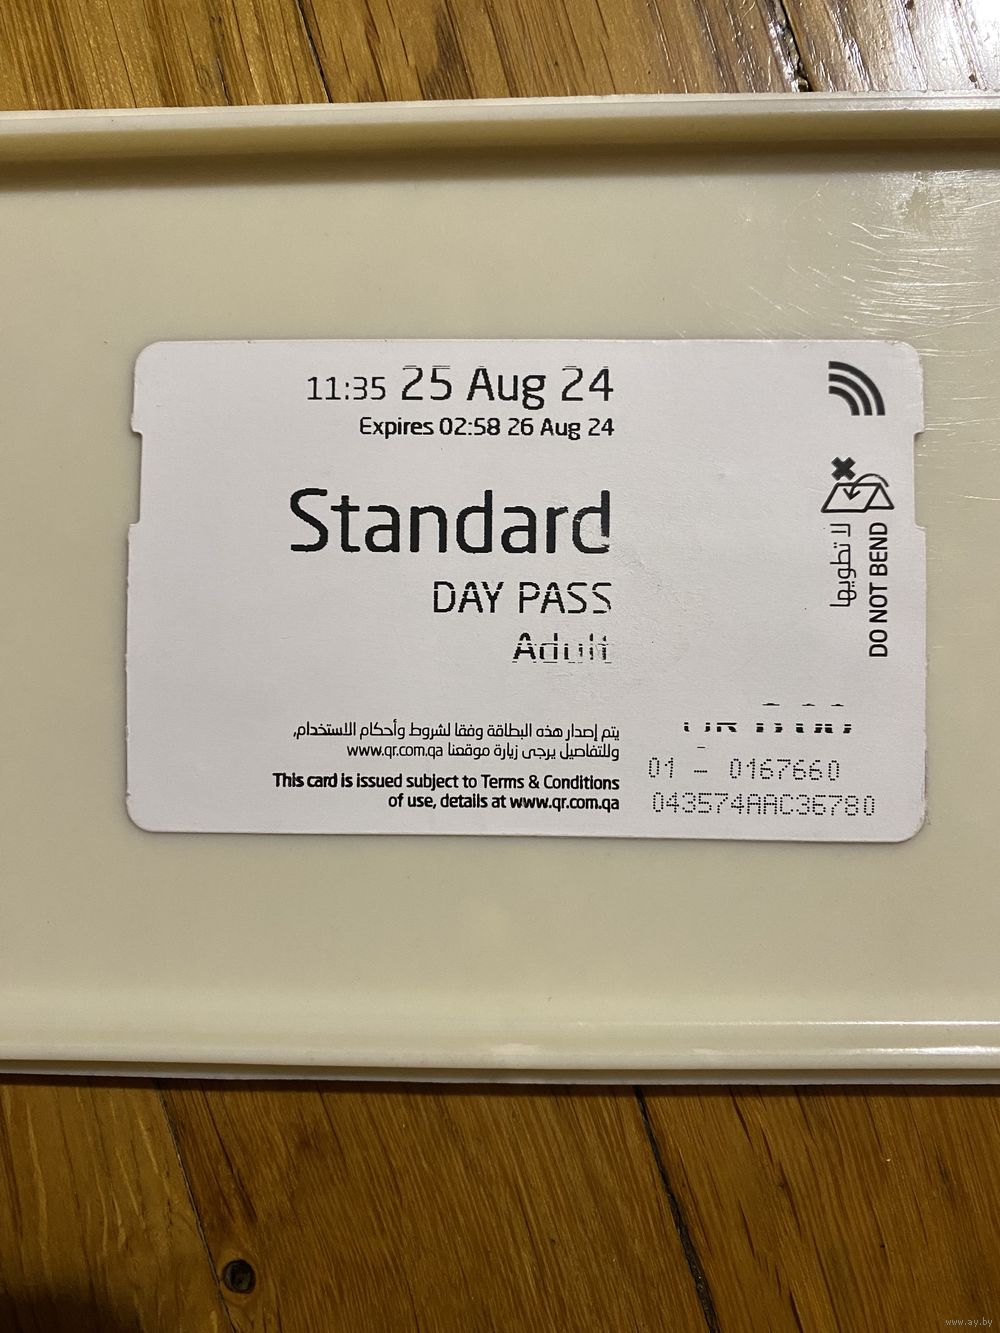 11:35 25 Aug 24
Expires 02:58 26 Aug 24
Standard
DAY PASS
Adult
يتم إصدار هذه البطاقة وفقا لشروط وأحكام الاستخدام,
وللتفاصيل يرجى زيارة موقعنا www.qr.com.qa
This card is issued subject to Terms & Conditions
of use, details at www.qr.com.qa
01 - 0167660
043574AAC36780
لا تطويها
DO NOT BEND
www.ay.by